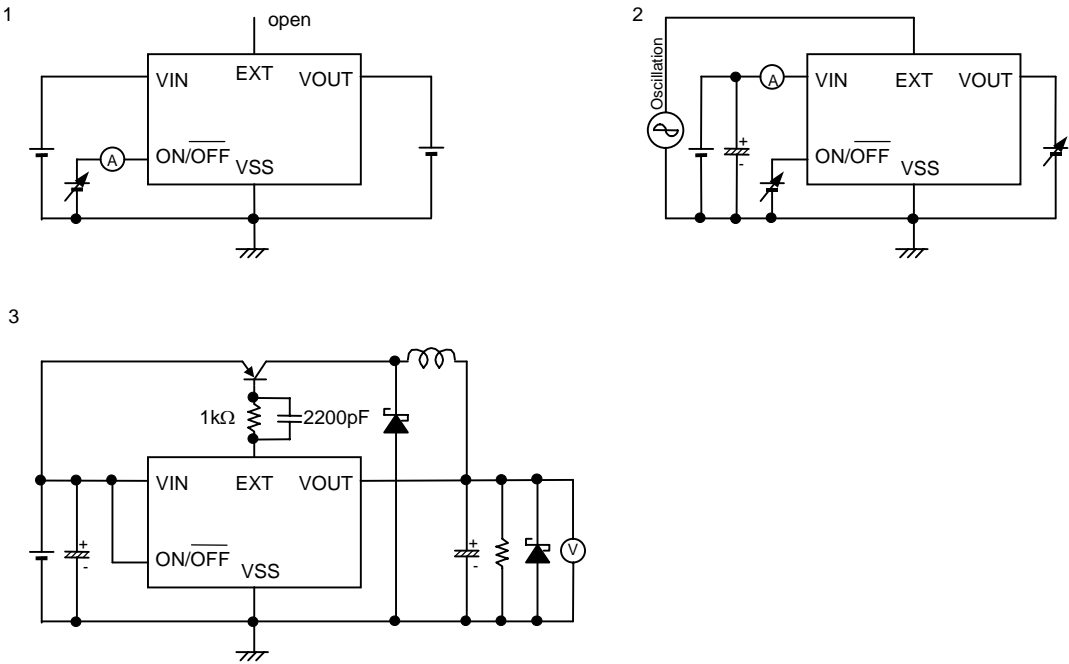 1
open
VIN
EXT
VOUT
A
ON/OFF
VSS
2
Oscillation
A
VIN
EXT
VOUT
+
-
ON/OFF
VSS
3
1kΩ
2200pF
VIN
EXT
VOUT
+
-
ON/OFF
VSS
+
-
V